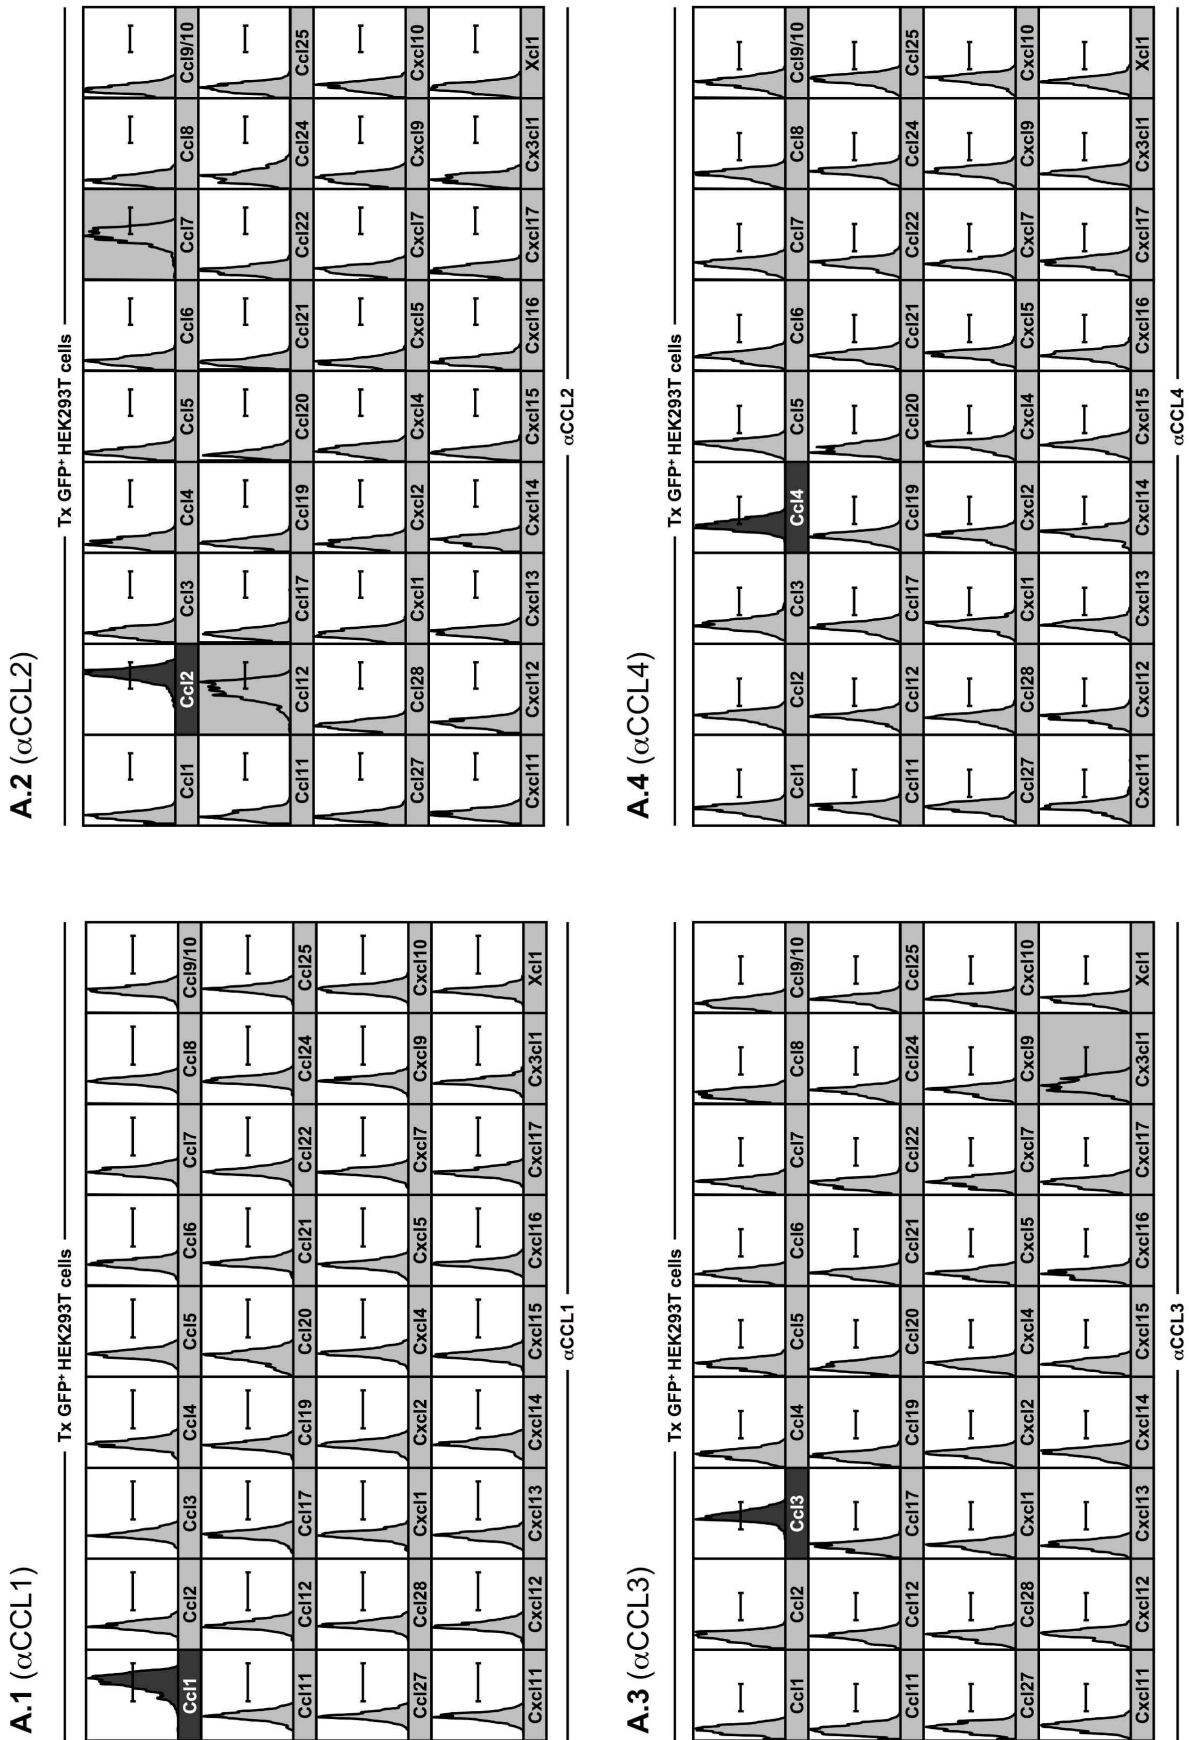 A.1 (αCCL1)
Tx GFP+ HEK293T cells
Ccl1 Ccl2 Ccl3 Ccl4 Ccl5 Ccl6 Ccl7 Ccl8 Ccl9/10
Ccl11 Ccl12 Ccl17 Ccl19 Ccl20 Ccl21 Ccl22 Ccl24 Ccl25
Ccl27 Ccl28 Cxcl1 Cxcl2 Cxcl4 Cxcl5 Cxcl7 Cxcl9 Cxcl10
Cxcl11 Cxcl12 Cxcl13 Cxcl14 Cxcl15 Cxcl16 Cxcl17 Cx3cl1 Xcl1
αCCL1
A.2 (αCCL2)
Tx GFP+ HEK293T cells
Ccl1 Ccl2 Ccl3 Ccl4 Ccl5 Ccl6 Ccl7 Ccl8 Ccl9/10
Ccl11 Ccl12 Ccl17 Ccl19 Ccl20 Ccl21 Ccl22 Ccl24 Ccl25
Ccl27 Ccl28 Cxcl1 Cxcl2 Cxcl4 Cxcl5 Cxcl7 Cxcl9 Cxcl10
Cxcl11 Cxcl12 Cxcl13 Cxcl14 Cxcl15 Cxcl16 Cxcl17 Cx3cl1 Xcl1
αCCL2
A.3 (αCCL3)
Tx GFP+ HEK293T cells
Ccl1 Ccl2 Ccl3 Ccl4 Ccl5 Ccl6 Ccl7 Ccl8 Ccl9/10
Ccl11 Ccl12 Ccl17 Ccl19 Ccl20 Ccl21 Ccl22 Ccl24 Ccl25
Ccl27 Ccl28 Cxcl1 Cxcl2 Cxcl4 Cxcl5 Cxcl7 Cxcl9 Cxcl10
Cxcl11 Cxcl12 Cxcl13 Cxcl14 Cxcl15 Cxcl16 Cxcl17 Cx3cl1 Xcl1
αCCL3
A.4 (αCCL4)
Tx GFP+ HEK293T cells
Ccl1 Ccl2 Ccl3 Ccl4 Ccl5 Ccl6 Ccl7 Ccl8 Ccl9/10
Ccl11 Ccl12 Ccl17 Ccl19 Ccl20 Ccl21 Ccl22 Ccl24 Ccl25
Ccl27 Ccl28 Cxcl1 Cxcl2 Cxcl4 Cxcl5 Cxcl7 Cxcl9 Cxcl10
Cxcl11 Cxcl12 Cxcl13 Cxcl14 Cxcl15 Cxcl16 Cxcl17 Cx3cl1 Xcl1
αCCL4